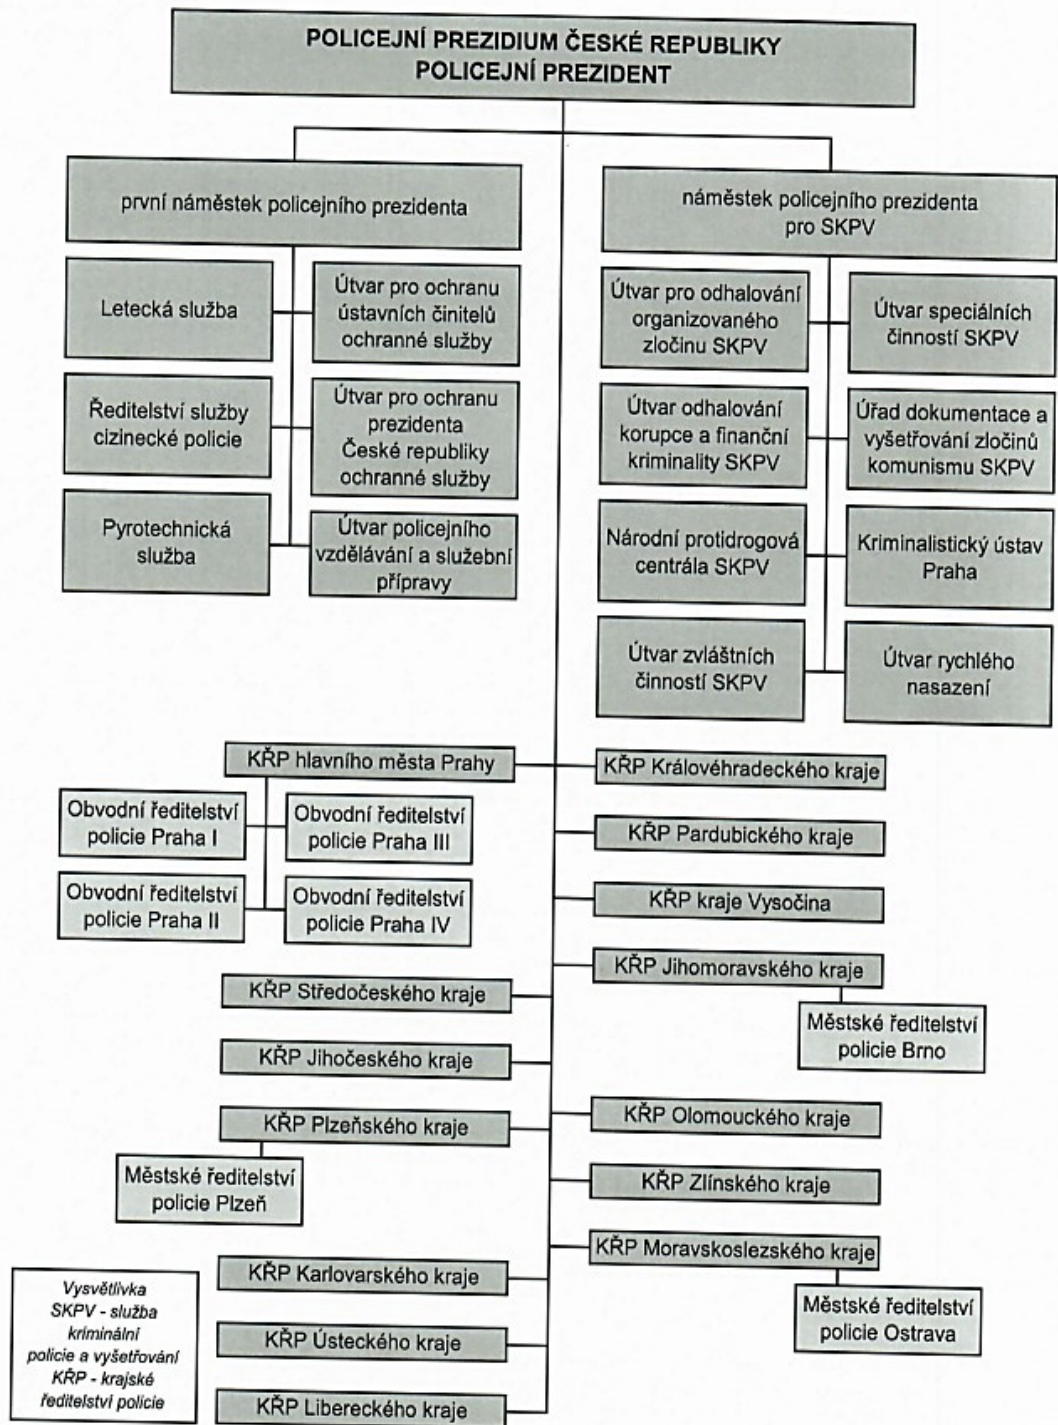 POLICEJNÍ PREZIDIUM ČESKÉ REPUBLIKY
POLICEJNÍ PREZIDENT
první náměstek policejního prezidenta
náměstek policejního prezidenta
pro SKPV
Letecká služba
Útvar pro ochranu
ústavních činitelů
ochranné služby
Ředitelství služby
cizinecké policie
Útvar pro ochranu
prezidenta
České republiky
ochranné služby
Pyrotechnická
služba
Útvar policejního
vzdělávání a služební
přípravy
Útvar pro odhalování
organizovaného
zločinu SKPV
Útvar speciálních
činností SKPV
Útvar odhalování
korupce a finanční
kriminality SKPV
Úřad dokumentace a
vyšetřování zločinů
komunismu SKPV
Národní protidrogová
centrála SKPV
Kriminalistický ústav
Praha
Útvar zvláštních
činností SKPV
Útvar rychlého
nasazení
KŘP hlavního města Prahy
Obvodní ředitelství
policie Praha I
Obvodní ředitelství
policie Praha III
Obvodní ředitelství
policie Praha II
Obvodní ředitelství
policie Praha IV
KŘP Středočeského kraje
KŘP Jihočeského kraje
KŘP Plzeňského kraje
Městské ředitelství
policie Plzeň
KŘP Karlovarského kraje
KŘP Ústeckého kraje
KŘP Libereckého kraje
KŘP Královéhradeckého kraje
KŘP Pardubického kraje
KŘP kraje Vysočina
KŘP Jihomoravského kraje
Městské ředitelství
policie Brno
KŘP Olomouckého kraje
KŘP Zlínského kraje
KŘP Moravskoslezského kraje
Městské ředitelství
policie Ostrava
Vysvětlivka
SKPV - služba
kriminální
policie a vyšetřování
KŘP - krajské
ředitelství policie